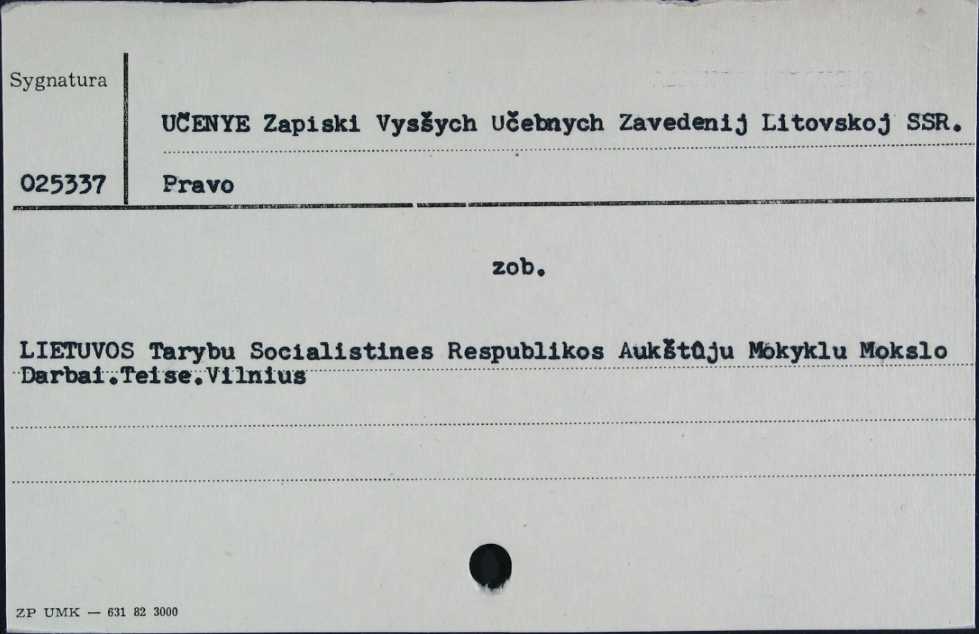 Sygnatura
UČENYE Zapiski Vysšych Učebnych Zavedenij Litovskoj SSR.
025337
Pravo
zob.
LIETUVOS Tarybu Socialistines Respublikos Aukštûju Mokyklu Mokslo
Darbai.Teise.Vilnius
ZP UMK — 631 82 3000